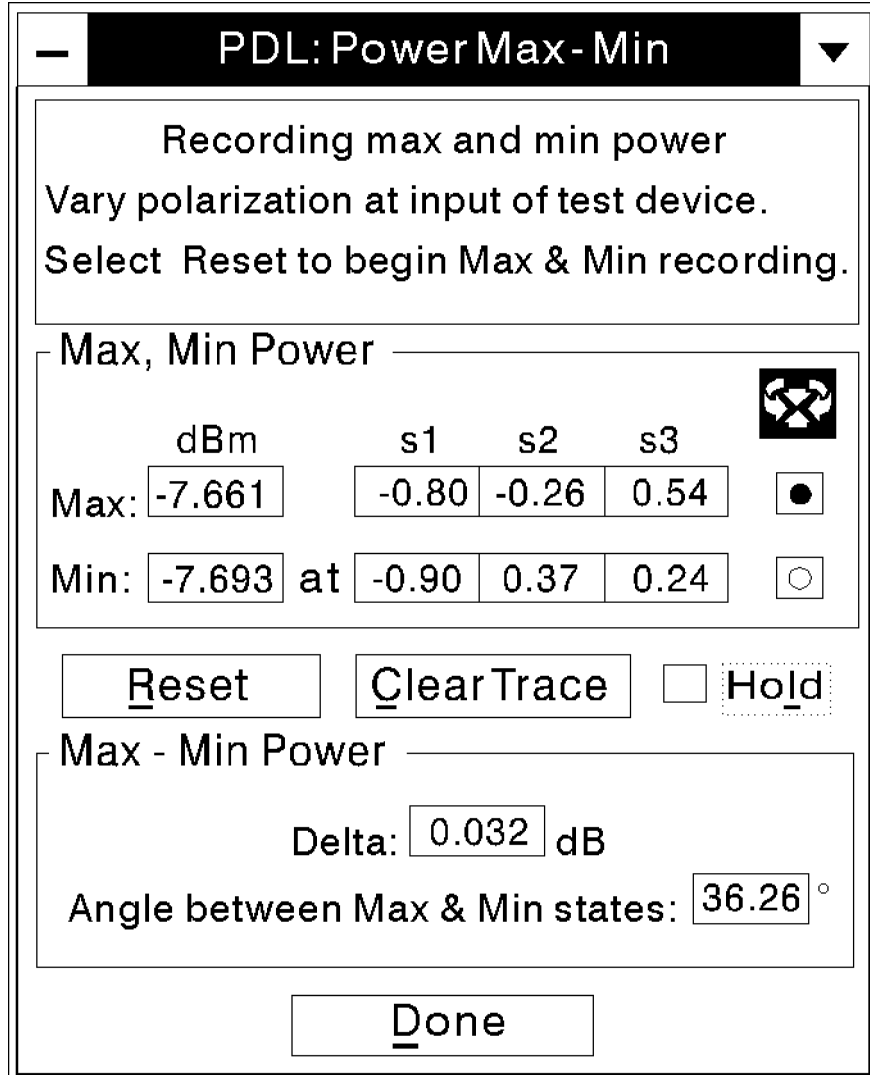 PDL: Power Max - Min
Recording max and min power
Vary polarization at input of test device.
Select Reset to begin Max & Min recording.
Max, Min Power
dBm s1 s2 s3
Max: -7.661 -0.80 -0.26 0.54
Min: -7.693 at -0.90 0.37 0.24
Reset Clear Trace Hold
Max - Min Power
Delta: 0.032 dB
Angle between Max & Min states: 36.26 °
Done